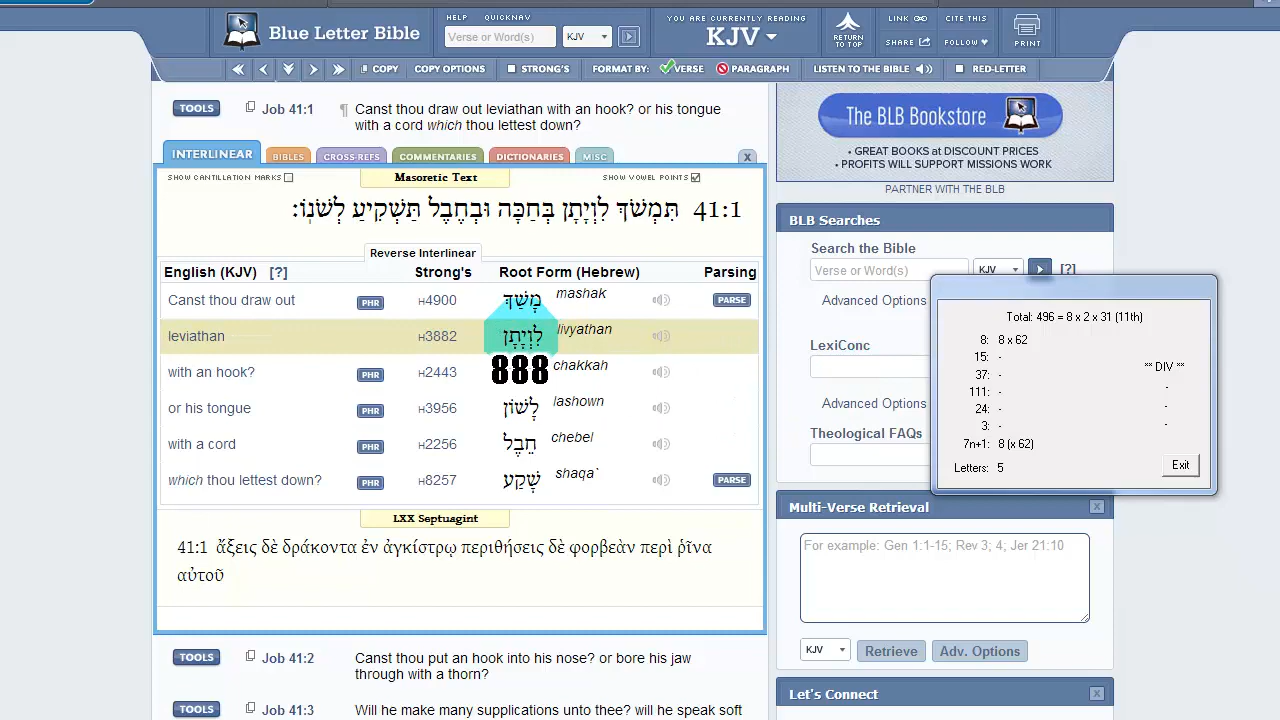 Blue Letter Bible
HELP QUICKNAV
Verse or Word(s) KJV
YOU ARE CURRENTLY READING
KJV
RETURN
TO TOP
LINK CITE THIS
SHARE FOLLOW
PRINT
COPY COPY OPTIONS STRONG'S FORMAT BY: VERSE PARAGRAPH LISTEN TO THE BIBLE RED-LETTER
TOOLS Job 41:1 ¶ Canst thou draw out leviathan with an hook? or his tongue
with a cord which thou lettest down?
INTERLINEAR BIBLES CROSS-REFS COMMENTARIES DICTIONARIES MISC X
SHOW CANTILLATION MARKS Masoretic Text SHOW VOWEL POINTS
41:1 תִּמְשֹׁךְ לִוְיָתָן בְּחַכָּה וּבְחֶבֶל תַּשְׁקִיעַ לְשֹׁנוֹ׃
Reverse Interlinear
English (KJV) [?] Strong's Root Form (Hebrew) Parsing
Canst thou draw out PHR H4900 מָשַׁךְ mashak PARSE
leviathan H3882 לִוְיָתָן livyathan
with an hook? PHR H2443 888 chakkah
or his tongue PHR H3956 לָשׁוֹן lashown
with a cord PHR H2256 חֵבֶל chebel
which thou lettest down? PHR H8257 שָׁקַע shaqa` PARSE
LXX Septuagint
41:1 ἄξεις δὲ δράκοντα ἐν ἀγκίστρῳ περιθήσεις δὲ φορβεὰν περὶ ῥῖνα
αὐτοῦ
TOOLS Job 41:2 Canst thou put an hook into his nose? or bore his jaw
through with a thorn?
TOOLS Job 41:3 Will he make many supplications unto thee? will he speak soft
The BLB Bookstore
• GREAT BOOKS at DISCOUNT PRICES
• PROFITS WILL SUPPORT MISSIONS WORK
PARTNER WITH THE BLB
BLB Searches
Search the Bible
Verse or Word(s) KJV [?]
Advanced Options
LexiConc
Advanced Options
Theological FAQs
Total: 496 = 8 x 2 x 31 (11th)
8: 8 x 62
15: -
37: - ** DIV **
111: - -
24: - -
3: - -
7n+1: 8 (x 62)
Letters: 5 Exit
Multi-Verse Retrieval X
For example: Gen 1:1-15; Rev 3; 4; Jer 21:10
KJV Retrieve Adv. Options
Let's Connect X